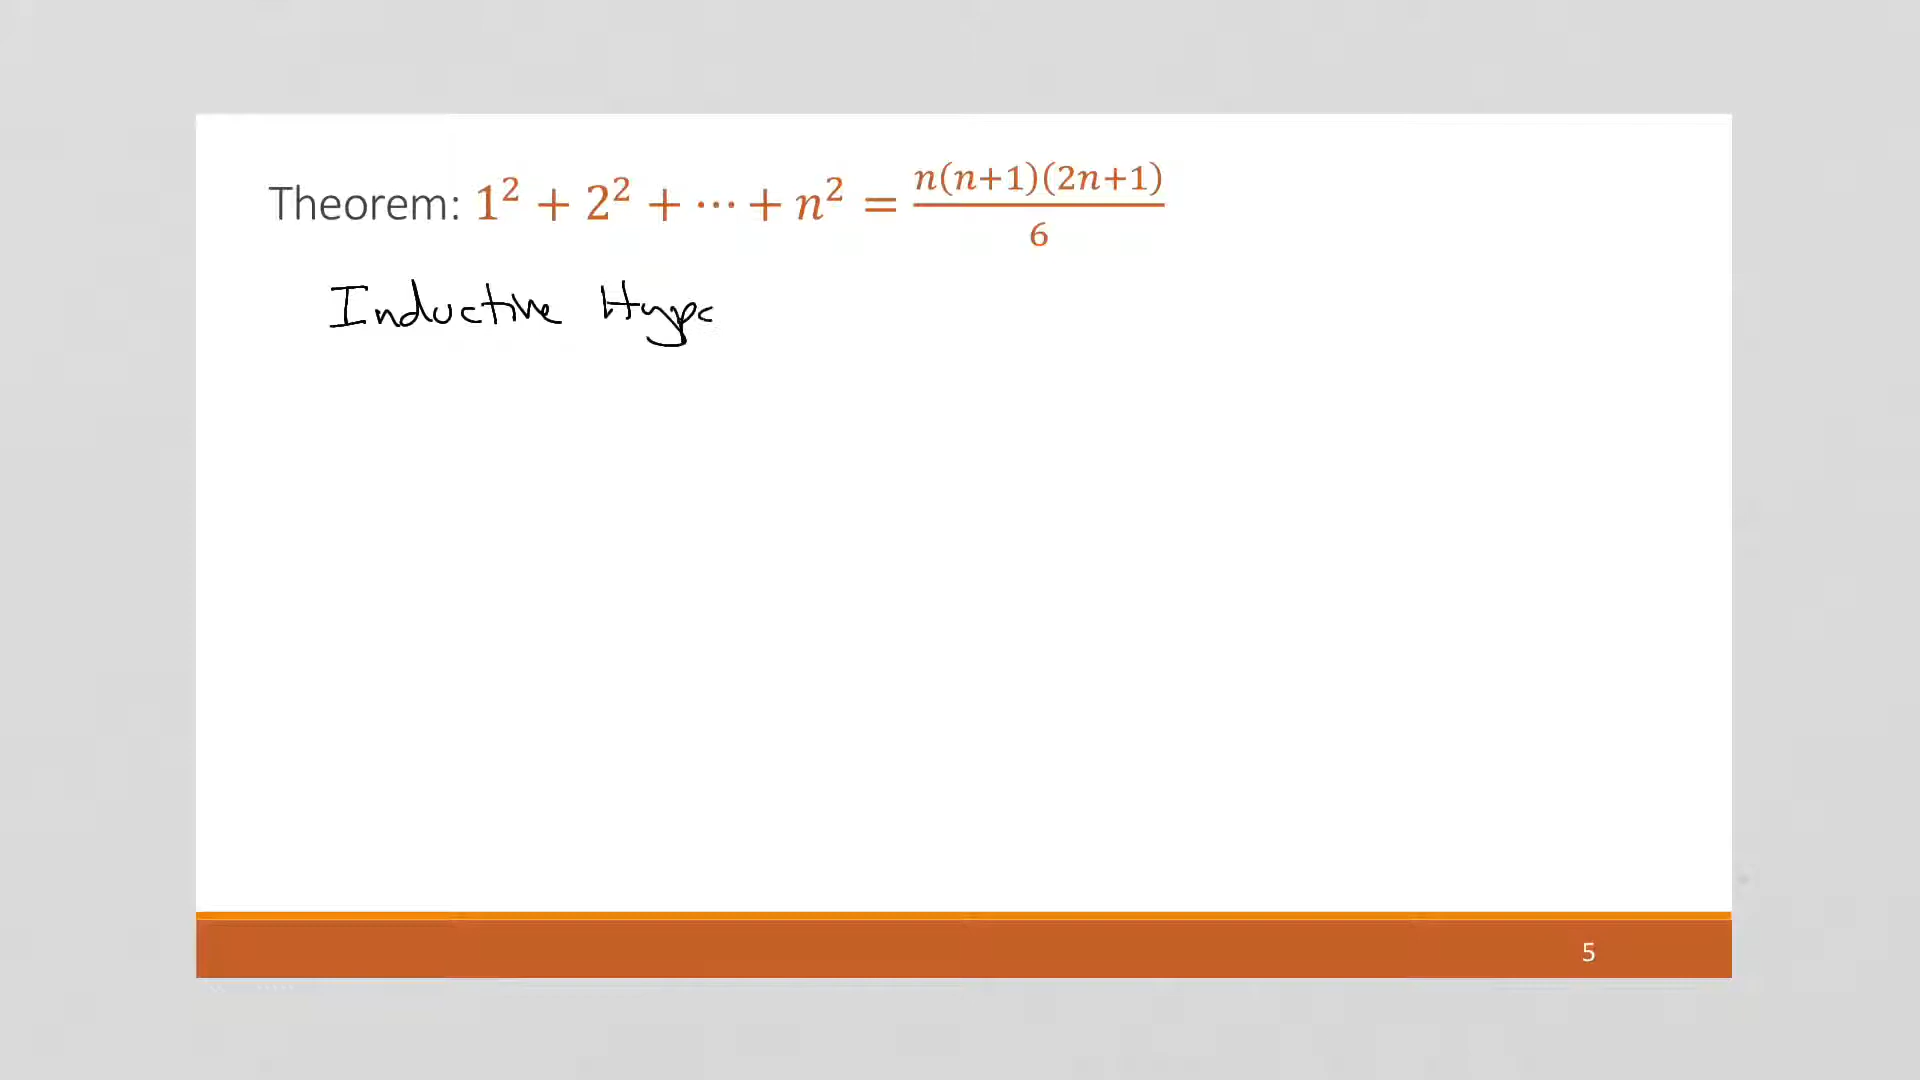 Theorem: 1² + 2² + ⋯ + n² = n(n+1)(2n+1)/6
Inductive Hypo
5